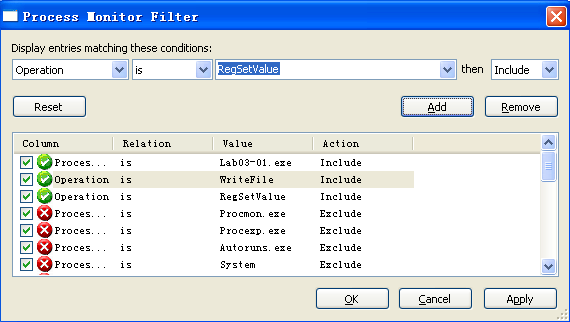 Process Monitor Filter
Display entries matching these conditions:
Operation is RegSetValue then Include
Reset Add Remove
Column Relation Value Action
Proces... is Lab03-01.exe Include
Operation is WriteFile Include
Operation is RegSetValue Include
Proces... is Procmon.exe Exclude
Proces... is Procexp.exe Exclude
Proces... is Autoruns.exe Exclude
Proces... is System Exclude
OK Cancel Apply